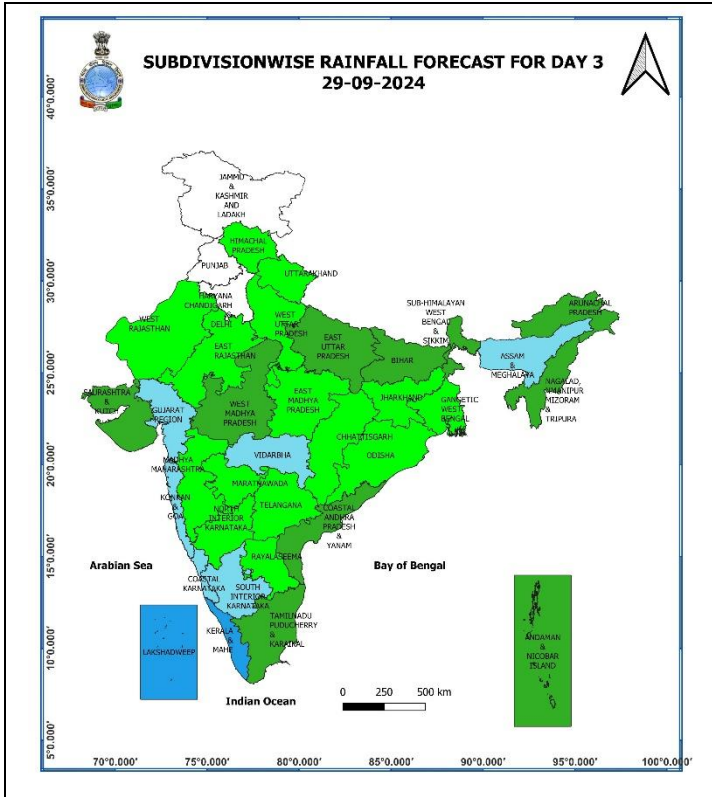 SUBDIVISIONWISE RAINFALL FORECAST FOR DAY 3
29-09-2024
40°0.000'
35°0.000'
30°0.000'
25°0.000'
20°0.000'
15°0.000'
10°0.000'
5°0.000'
JAMMU
&
KASHMIR
AND
LADAKH
HIMACHAL
PRADESH
PUNJAB
UTTARAKHAND
HARYANA
CHANDIGARH
&
DELHI
WEST
RAJASTHAN
WEST
UTTAR
PRADESH
EAST
RAJASTHAN
EAST
UTTAR
PRADESH
BIHAR
SUB-HIMALAYAN
WEST
BENGAL
&
SIKKIM
ARUNACHAL
PRADESH
ASSAM
&
MEGHALAYA
NAGALAD,
MANIPUR
MIZORAM
&
TRIPURA
SAURASHTRA
&
KUTCH
GUJARAT
REGION
WEST
MADHYA
PRADESH
EAST
MADHYA
PRADESH
JHARKHAND
GANGETIC
WEST
BENGAL
CHHATTISGARH
ODISHA
VIDARBHA
MADHYA
MAHARASHTRA
MARATHWADA
KONKAN
&
GOA
NORTH
INTERIOR
KARNATAKA
TELANGANA
COASTAL
ANDHRA
PRADESH
&
YANAM
RAYALASEEMA
COASTAL
KARNATAKA
SOUTH
INTERIOR
KARNATAKA
TAMILNADU
PUDUCHERRY
&
KARAIKAL
KERALA
&
MAHE
LAKSHADWEEP
ANDAMAN
&
NICOBAR
ISLAND
Arabian Sea
Bay of Bengal
Indian Ocean
0 250 500 km
70°0.000' 75°0.000' 80°0.000' 85°0.000' 90°0.000' 95°0.000' 100°0.000'